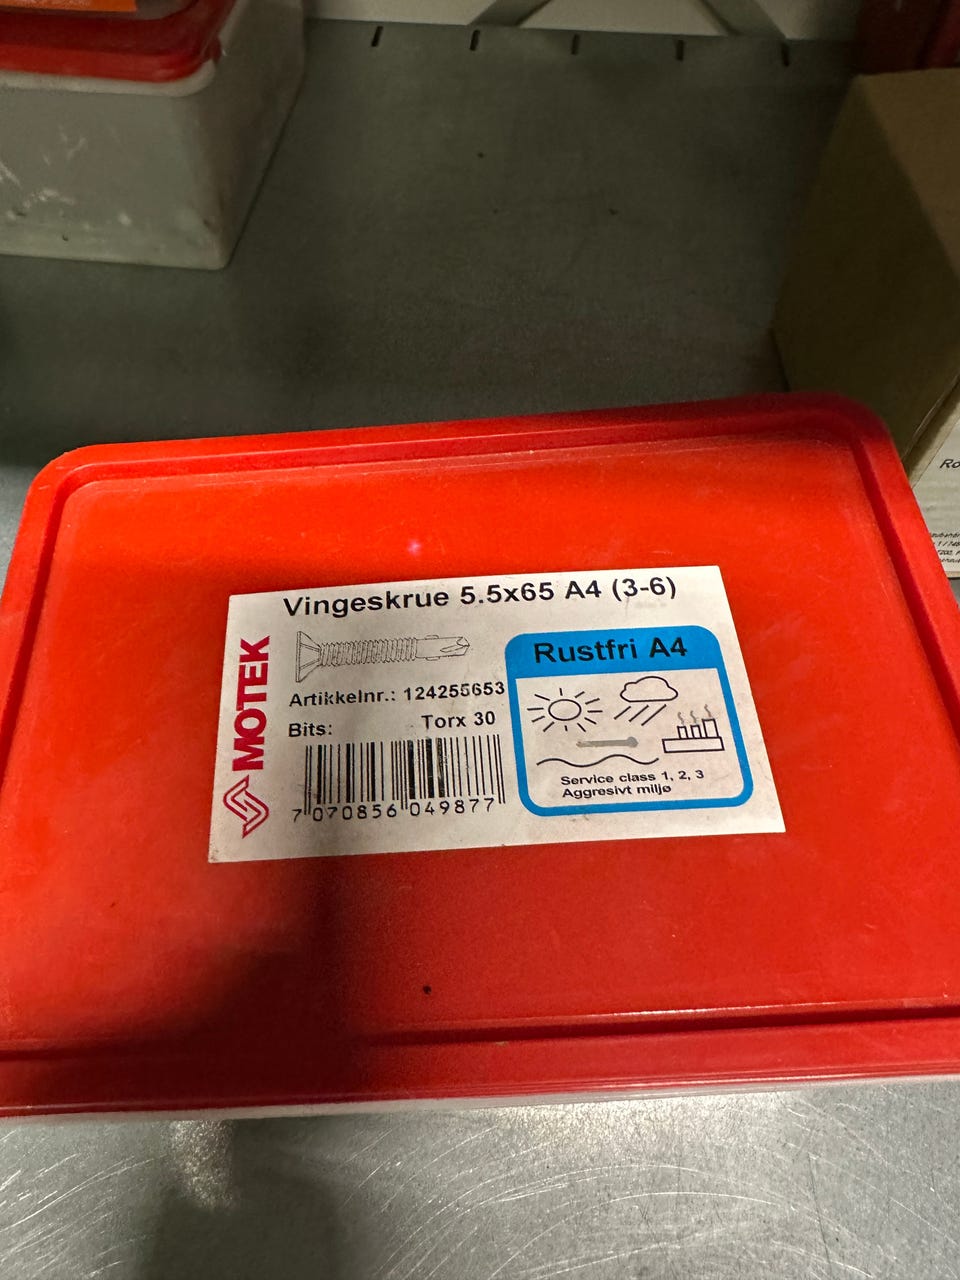 Vingeskrue 5.5x65 A4 (3-6)
MOTEK
Artikkelnr.: 124255653
Bits: Torx 30
7 070856 049877
Rustfri A4
Service class 1, 2, 3
Aggresivt miljø
Ro